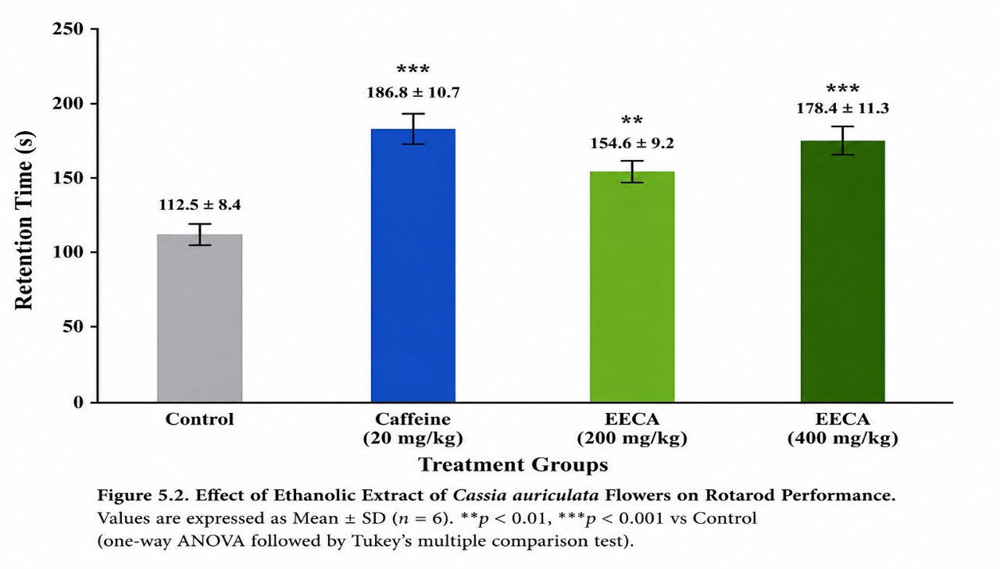 250
200
150
100
50
0
Retention Time (s)
112.5 ± 8.4
***
186.8 ± 10.7
**
154.6 ± 9.2
***
178.4 ± 11.3
Control
Caffeine
(20 mg/kg)
EECA
(200 mg/kg)
EECA
(400 mg/kg)
Treatment Groups
Figure 5.2. Effect of Ethanolic Extract of Cassia auriculata Flowers on Rotarod Performance.
Values are expressed as Mean ± SD (n = 6). **p < 0.01, ***p < 0.001 vs Control
(one-way ANOVA followed by Tukey’s multiple comparison test).